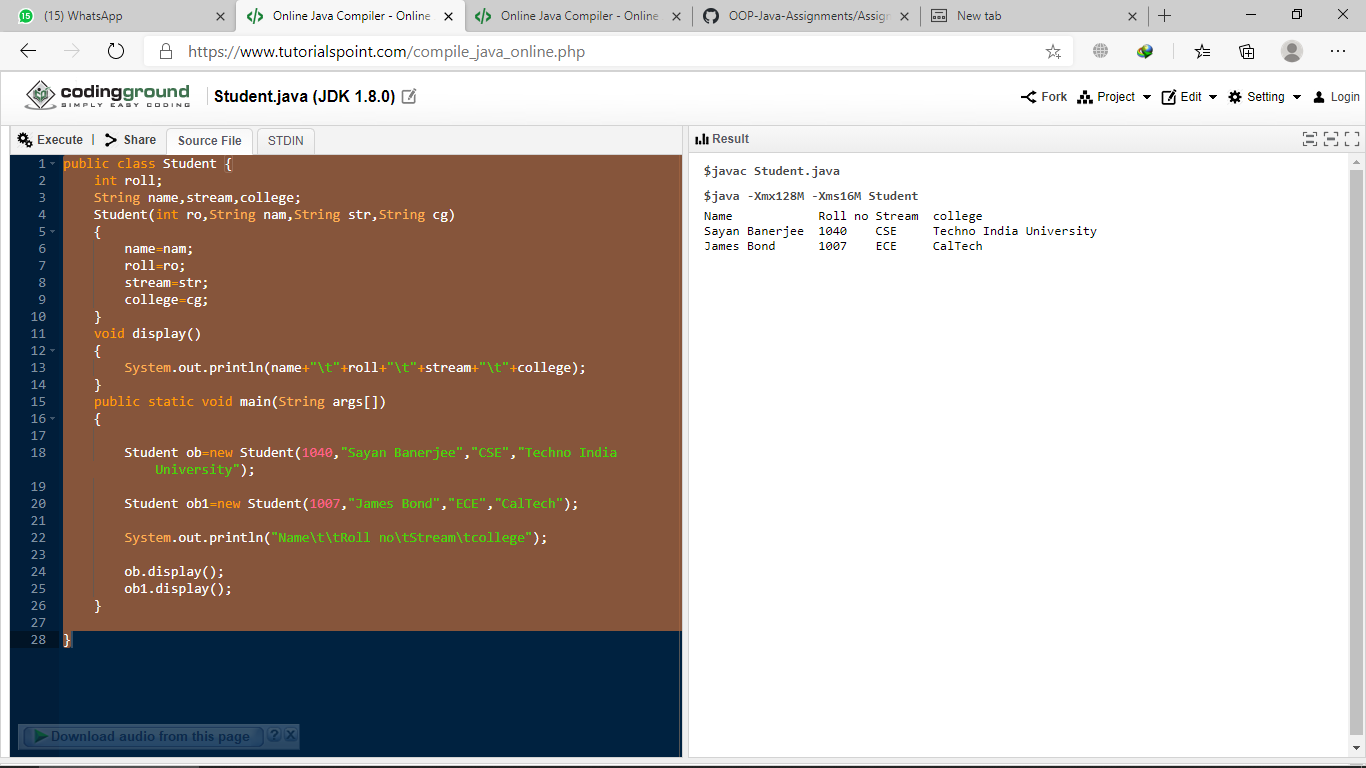 (15) WhatsApp
Online Java Compiler - Online
Online Java Compiler - Online
OOP-Java-Assignments/Assign
New tab
https://www.tutorialspoint.com/compile_java_online.php
codingground
SIMPLY EASY CODING
Student.java (JDK 1.8.0)
Fork
Project
Edit
Setting
Login
Execute | Share
Source File
STDIN
1 public class Student {
2 int roll;
3 String name,stream,college;
4 Student(int ro,String nam,String str,String cg)
5 {
6 name=nam;
7 roll=ro;
8 stream=str;
9 college=cg;
10 }
11 void display()
12 {
13 System.out.println(name+"\t"+roll+"\t"+stream+"\t"+college);
14 }
15 public static void main(String args[])
16 {
17
18 Student ob=new Student(1040,"Sayan Banerjee","CSE","Techno India
University");
19
20 Student ob1=new Student(1007,"James Bond","ECE","CalTech");
21
22 System.out.println("Name\t\tRoll no\tStream\tcollege");
23
24 ob.display();
25 ob1.display();
26 }
27
28 }
Download audio from this page ? X
Result
$javac Student.java
$java -Xmx128M -Xms16M Student
Name Roll no Stream college
Sayan Banerjee 1040 CSE Techno India University
James Bond 1007 ECE CalTech